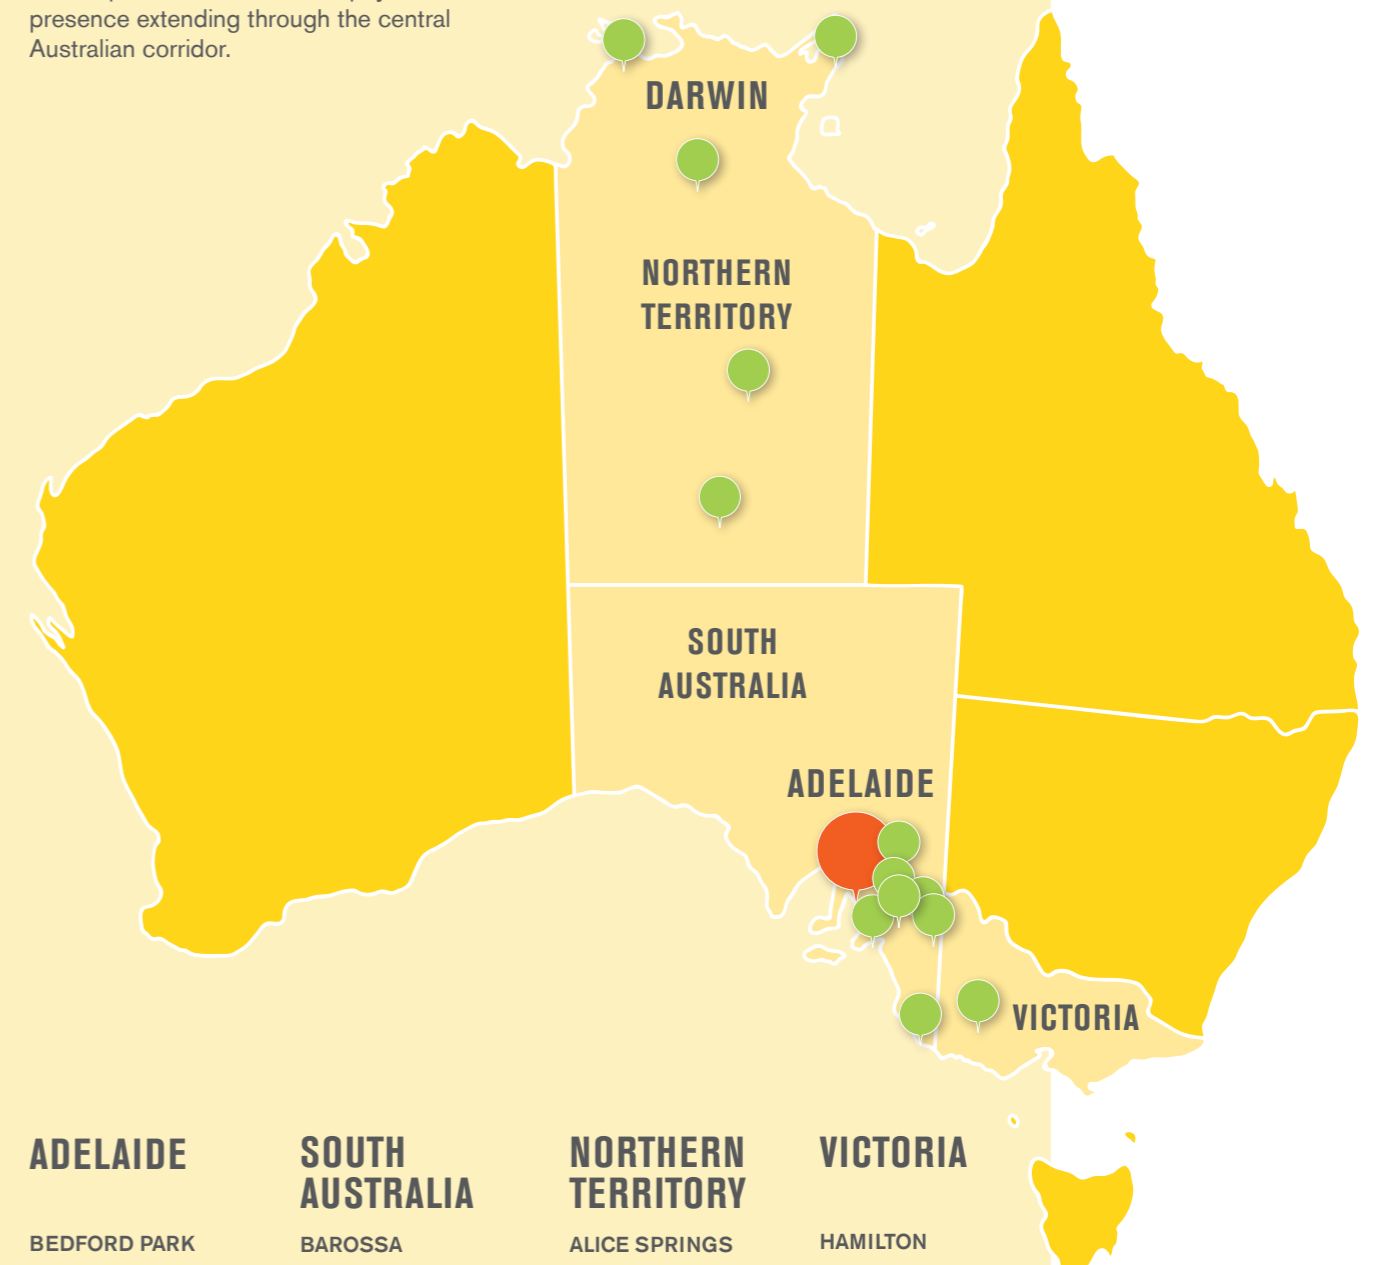 presence extending through the central
Australian corridor.
DARWIN
NORTHERN
TERRITORY
SOUTH
AUSTRALIA
ADELAIDE
VICTORIA
ADELAIDE
BEDFORD PARK
SOUTH
AUSTRALIA
BAROSSA
NORTHERN
TERRITORY
ALICE SPRINGS
VICTORIA
HAMILTON